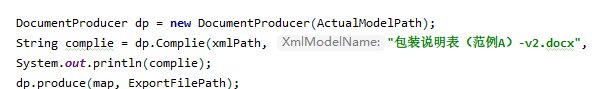 DocumentProducer dp = new DocumentProducer(ActualModelPath);
String complie = dp.Complie(xmlPath, XmlModelName: "包装说明表（范例A）-v2.docx",
System.out.println(complie);
dp.produce(map, ExportFilePath);